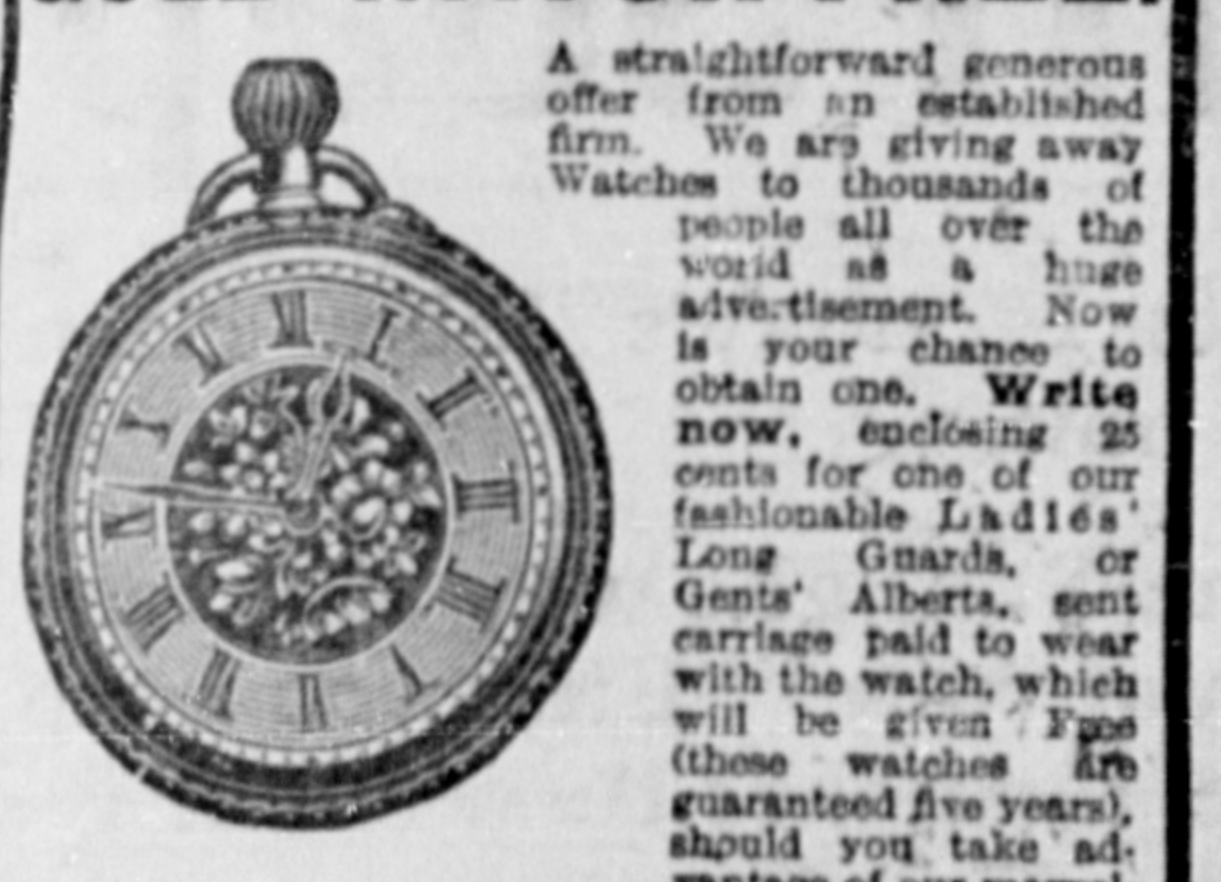 A straightforward generous
offer from an established
firm. We are giving away
Watches to thousands of
people all over the
world as a huge
advertisement. Now
is your chance to
obtain one. Write
now, enclosing 25
cents for one of our
fashionable Ladies'
Long Guards, or
Gents' Alberts, sent
carriage paid to wear
with the watch, which
will be given Free
(these watches are
guaranteed five years),
should you take ad-
vantage of our